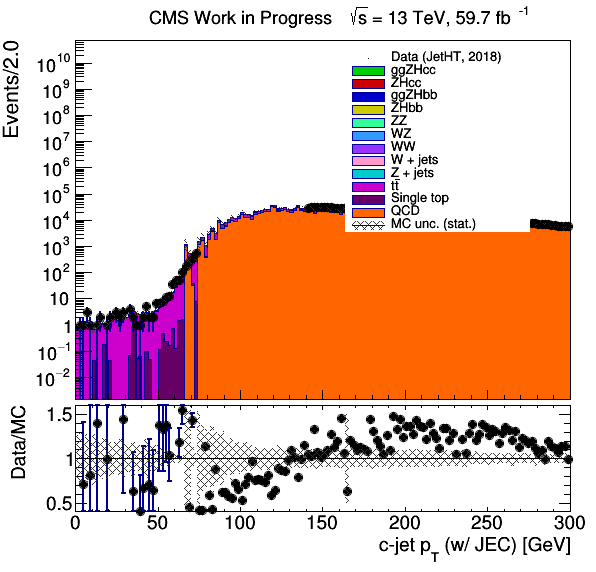 CMS Work in Progress √s = 13 TeV, 59.7 fb⁻¹
Events/2.0
10¹⁰
10⁹
10⁸
10⁷
10⁶
10⁵
10⁴
10³
10²
10
1
10⁻¹
10⁻²
Data (JetHT, 2018)
ggZHcc
ZHcc
ggZHbb
ZHbb
ZZ
WZ
WW
W + jets
Z + jets
tt̄
Single top
QCD
MC unc. (stat.)
Data/MC
1.5
1
0.5
0 50 100 150 200 250 300
c-jet p_T (w/ JEC) [GeV]